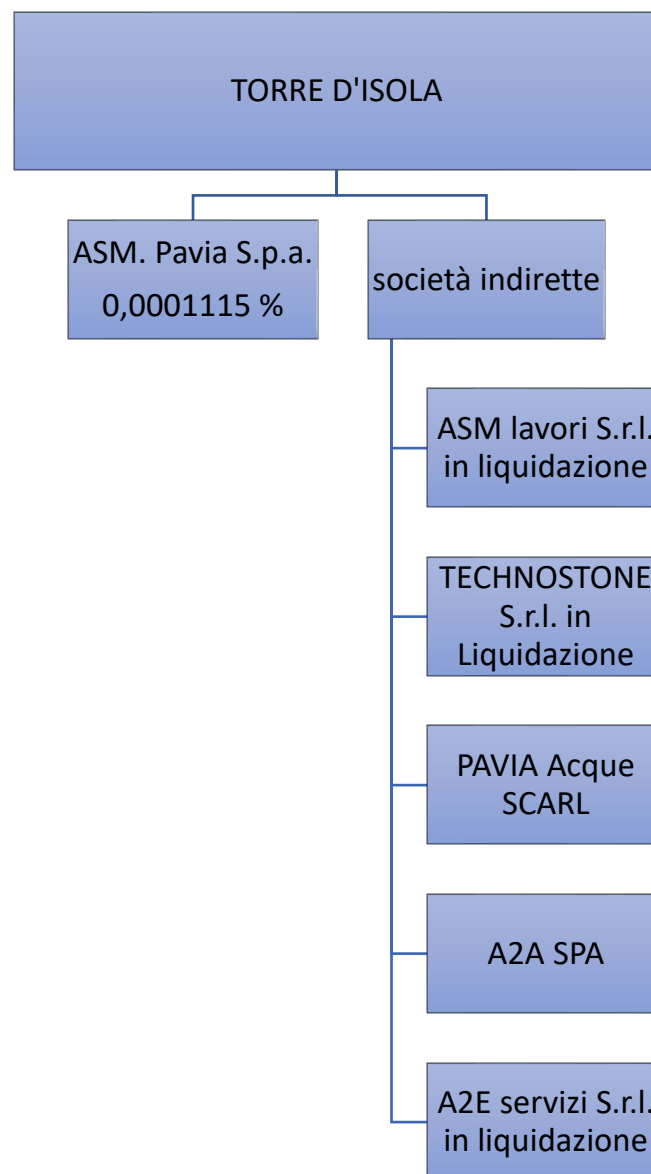 TORRE D'ISOLA
ASM. Pavia S.p.a.
0,0001115 %
società indirette
ASM lavori S.r.l.
in liquidazione
TECHNOSTONE
S.r.l. in
Liquidazione
PAVIA Acque
SCARL
A2A SPA
A2E servizi S.r.l.
in liquidazione